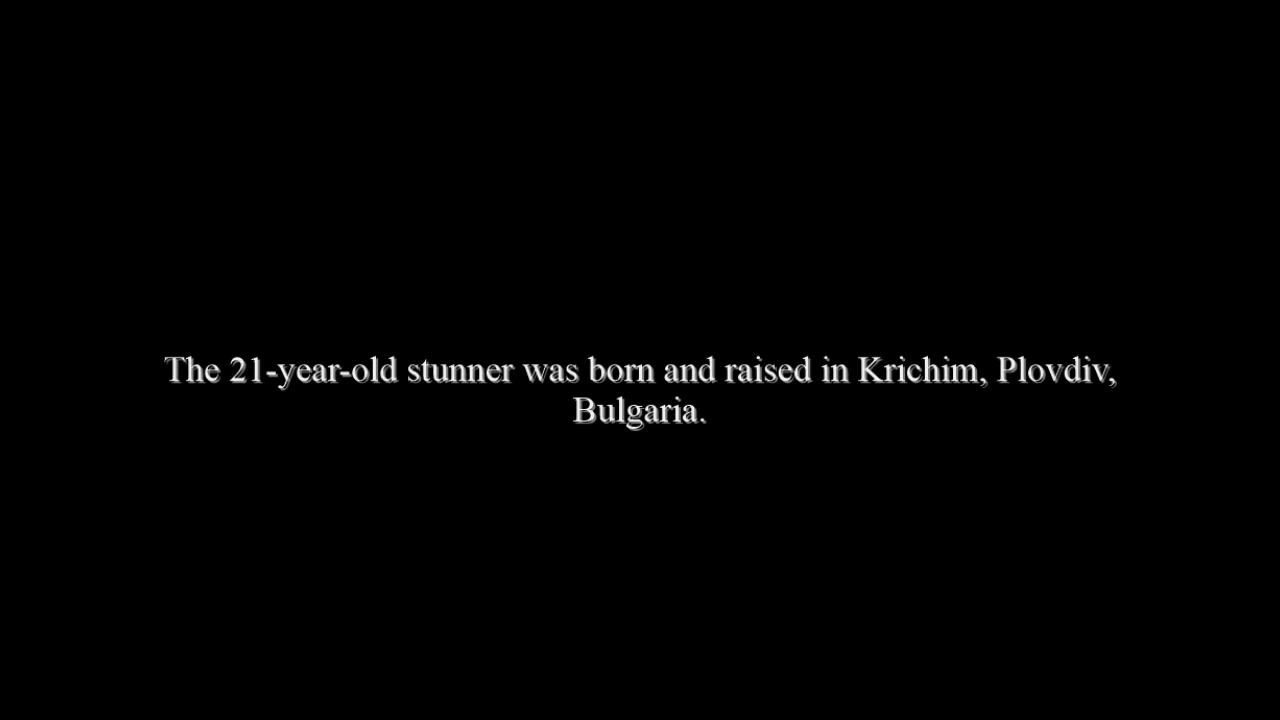 The 21-year-old stunner was born and raised in Krichim, Plovdiv,
Bulgaria.